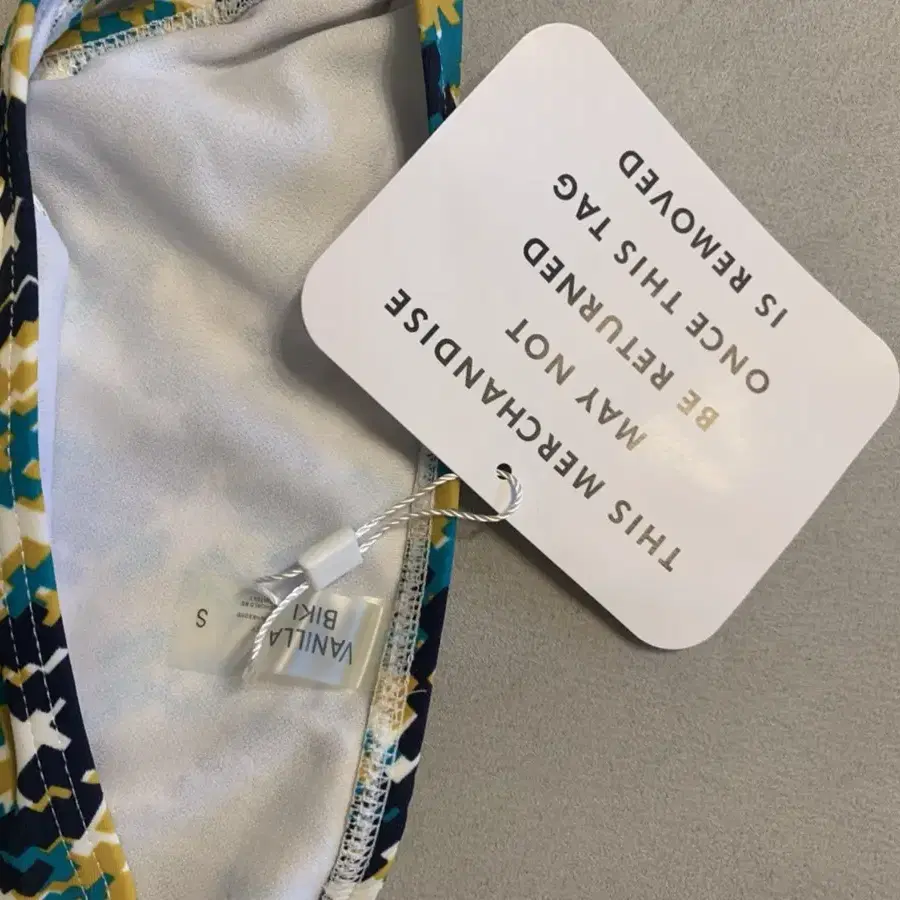 THIS MERCHANDISE
MAY NOT
BE RETURNED
ONCE THIS TAG
IS REMOVED
VANILLA
BIKI
S